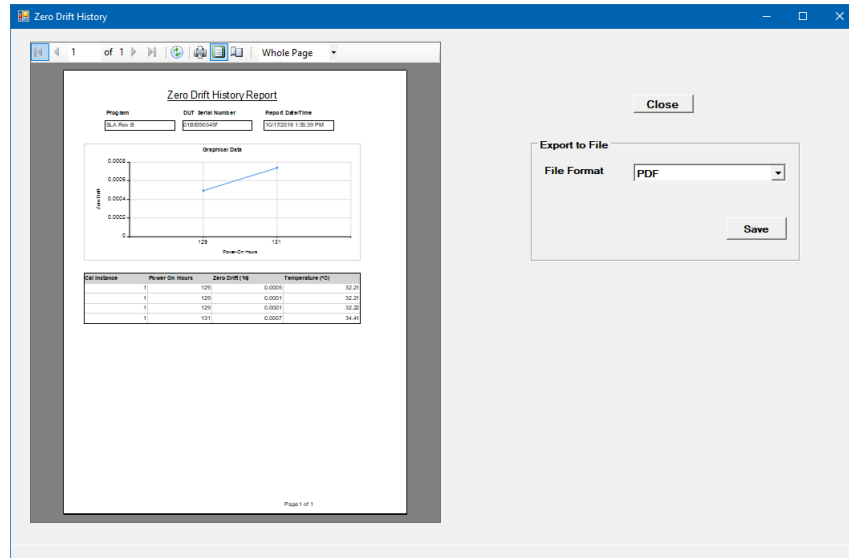 Zero Drift History
1 of 1 Whole Page
Zero Drift History Report
Program DUT Serial Number Report Date/Time
SLA Rev B 01B89903497 10/17/2018 1:56:39 PM
Graphical Data
0.0008
0.0006
0.0004
0.0002
0
Zero Drift
129 131
Power-On Hours
Cal Instance Power On Hours Zero Drift (%) Temperature (°C)
1 129 0.0005 32.21
1 129 0.0001 32.21
1 129 0.0001 32.22
1 131 0.0007 34.41
Page 1 of 1
Close
Export to File
File Format PDF
Save